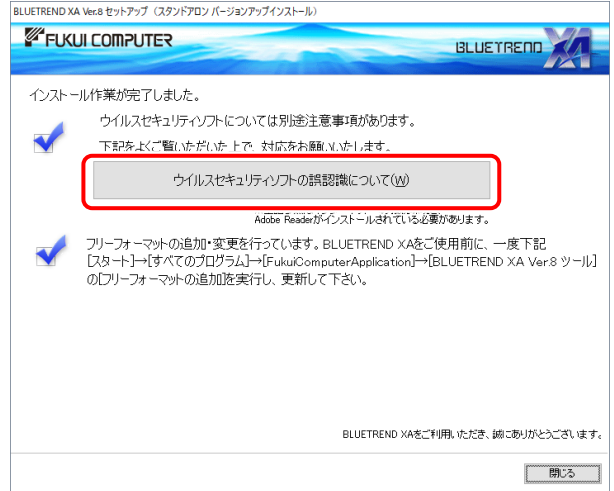 BLUETREND XA Ver.8 セットアップ (スタンドアロン バージョンアップインストール)
FUKUI COMPUTER
BLUETREND XA
インストール作業が完了しました。
ウイルスセキュリティソフトについては別途注意事項があります。
下記をよくご覧いただいた上で、対応をお願いいたします。
ウイルスセキュリティソフトの誤認識について(W)
Adobe Readerがインストールされている必要があります。
フリーフォーマットの追加・変更を行っています。BLUETREND XAをご使用前に、一度下記
[スタート]→[すべてのプログラム]→[FukuiComputerApplication]→[BLUETREND XA Ver.8 ツール]
の[フリーフォーマットの追加]を実行し、更新して下さい。
BLUETREND XAをご利用いただき、誠にありがとうございます。
閉じる